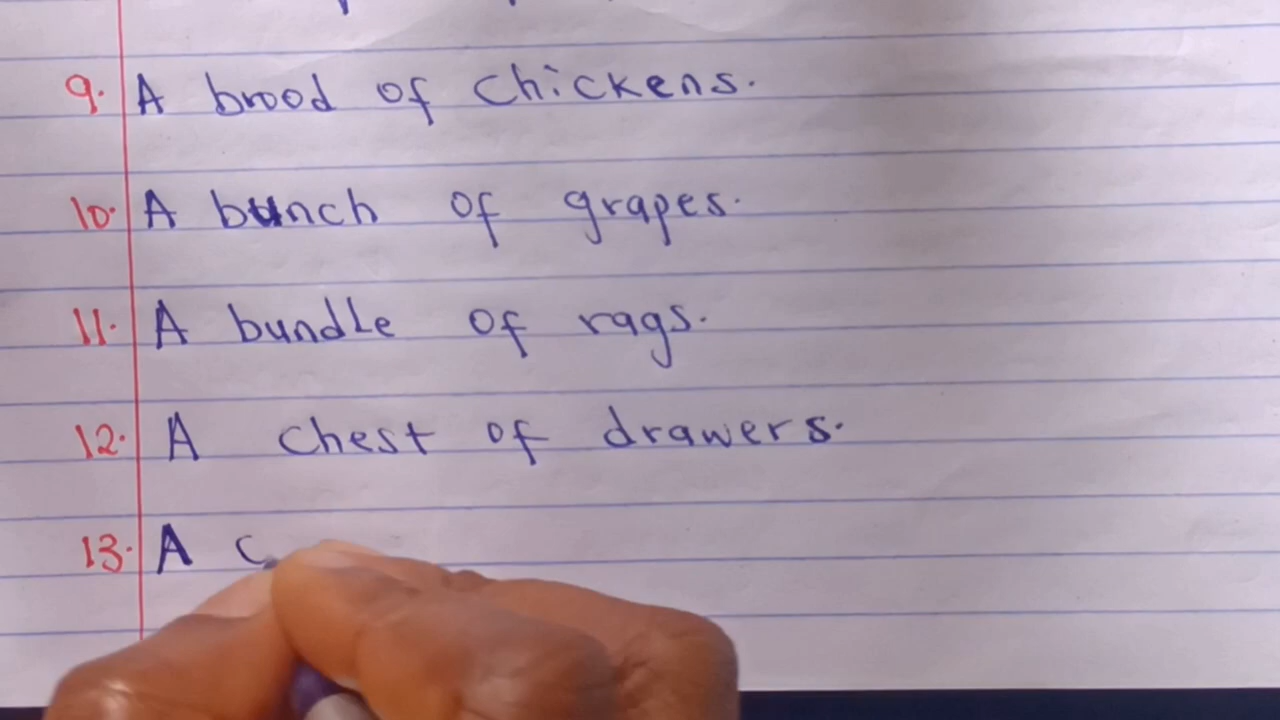 9. A brood of chickens.
10. A bunch of grapes.
11. A bundle of rags.
12. A chest of drawers.
13. A c